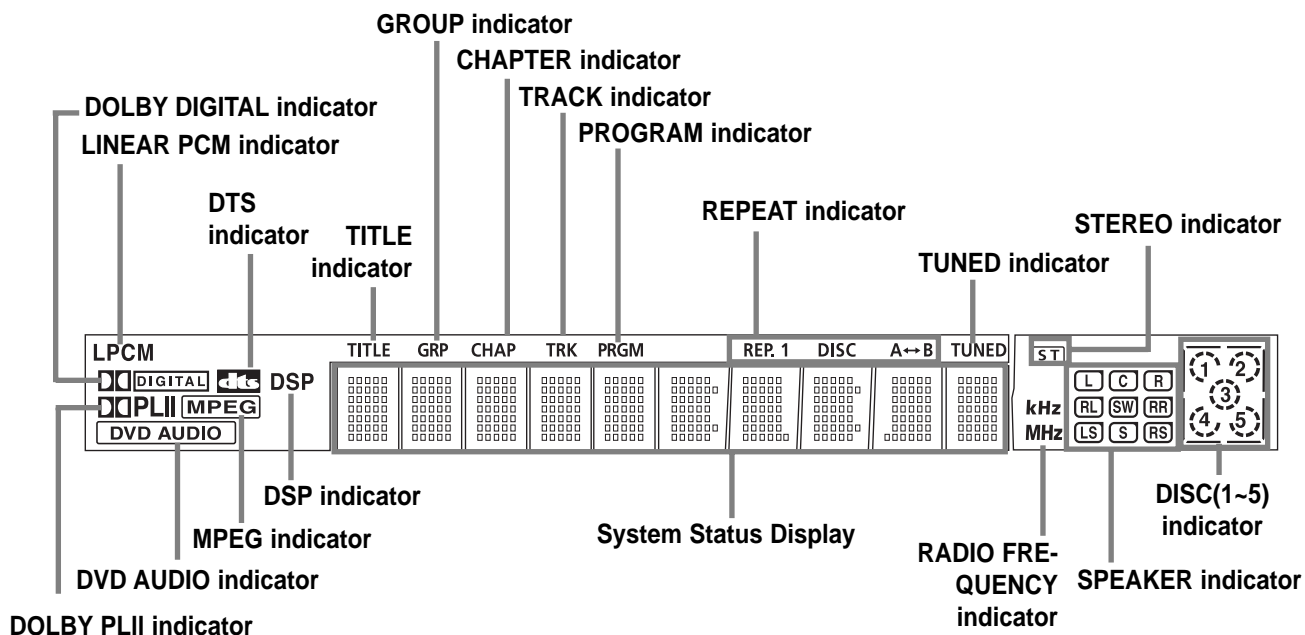 GROUP indicator
CHAPTER indicator
DOLBY DIGITAL indicator
TRACK indicator
LINEAR PCM indicator
PROGRAM indicator
DTS
indicator
TITLE
indicator
REPEAT indicator
STEREO indicator
TUNED indicator
LPCM
TITLE GRP CHAP TRK PRGM REP. 1 DISC A↔B TUNED
ST
DIGITAL dts DSP
PLII MPEG
DVD AUDIO
kHz
MHz
L C R
RL SW RR
LS S RS
1 2
3
4 5
DSP indicator
MPEG indicator
DVD AUDIO indicator
DOLBY PLII indicator
System Status Display
RADIO FRE-
QUENCY
indicator
SPEAKER indicator
DISC(1~5)
indicator